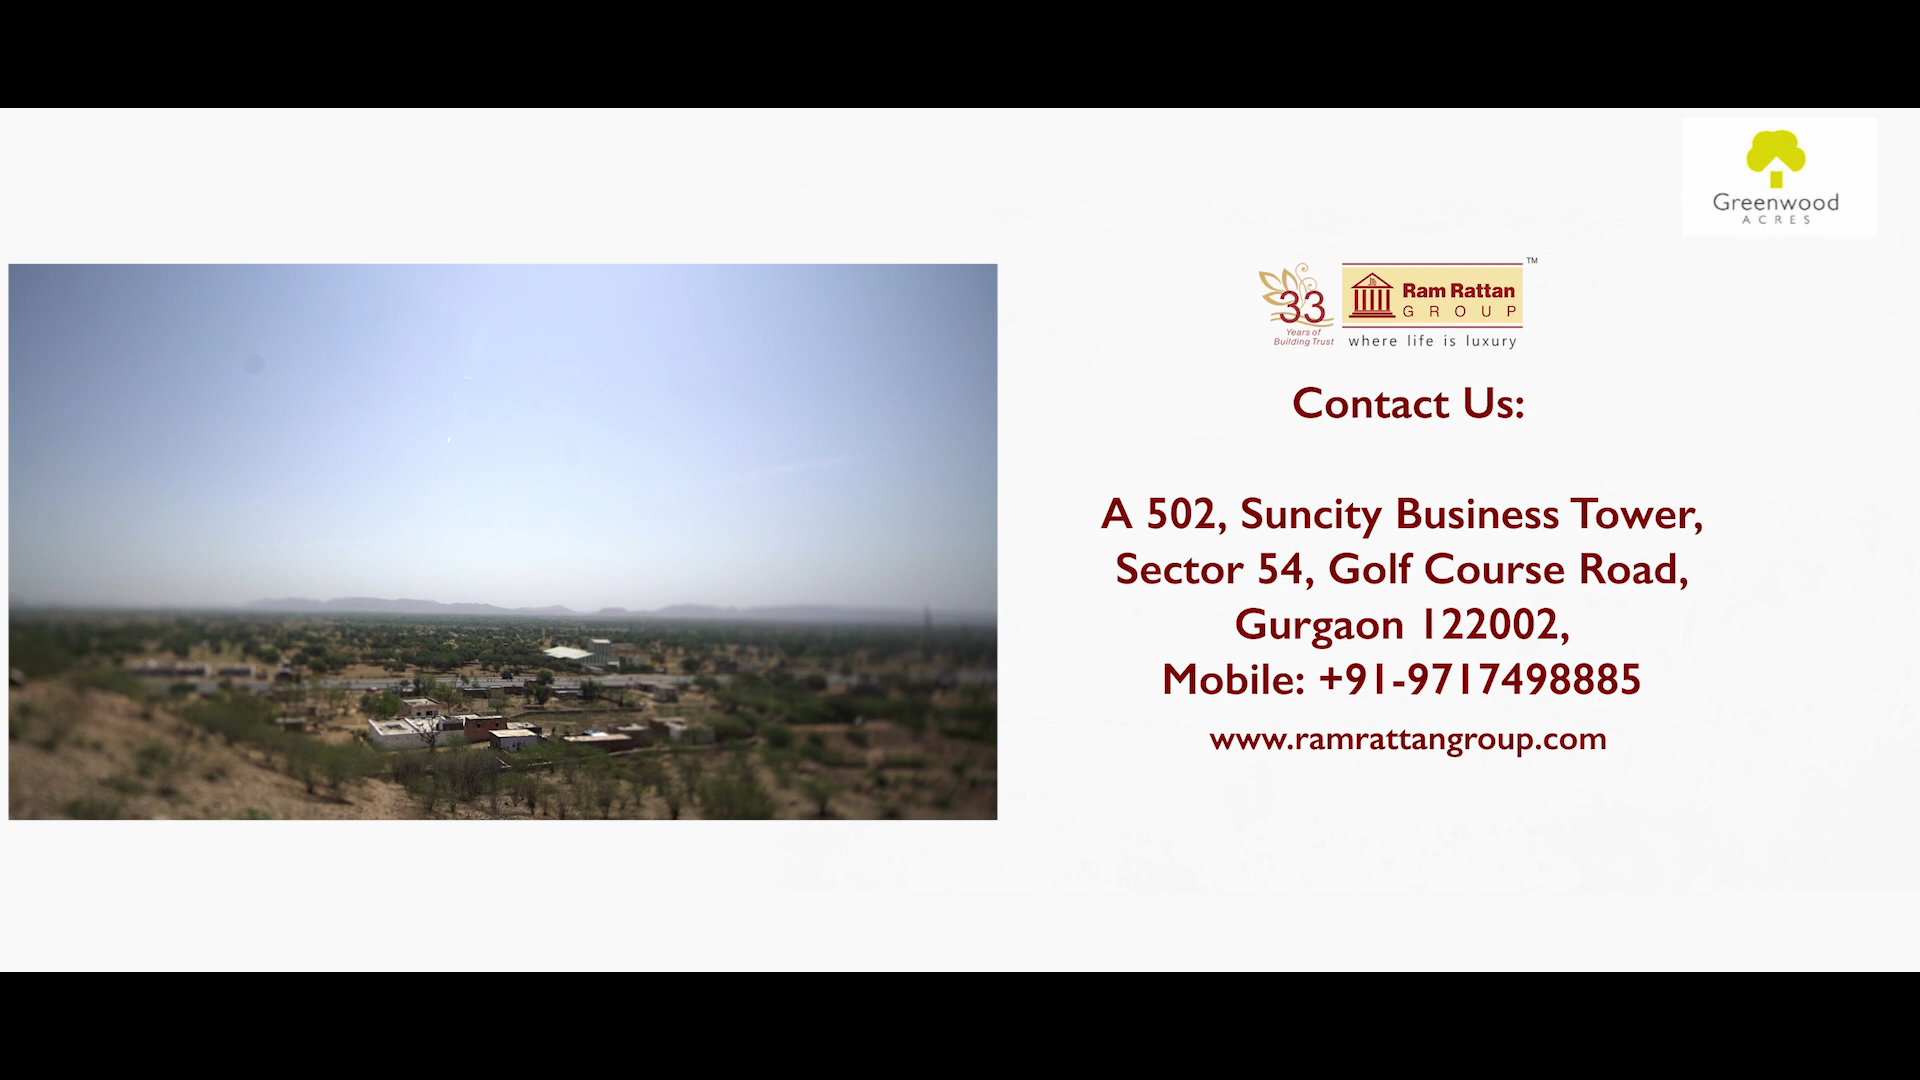 Greenwood
ACRES
33
Years of
Building Trust
Ram Rattan
GROUP
TM
where life is luxury
Contact Us:
A 502, Suncity Business Tower,
Sector 54, Golf Course Road,
Gurgaon 122002,
Mobile: +91-9717498885
www.ramrattangroup.com